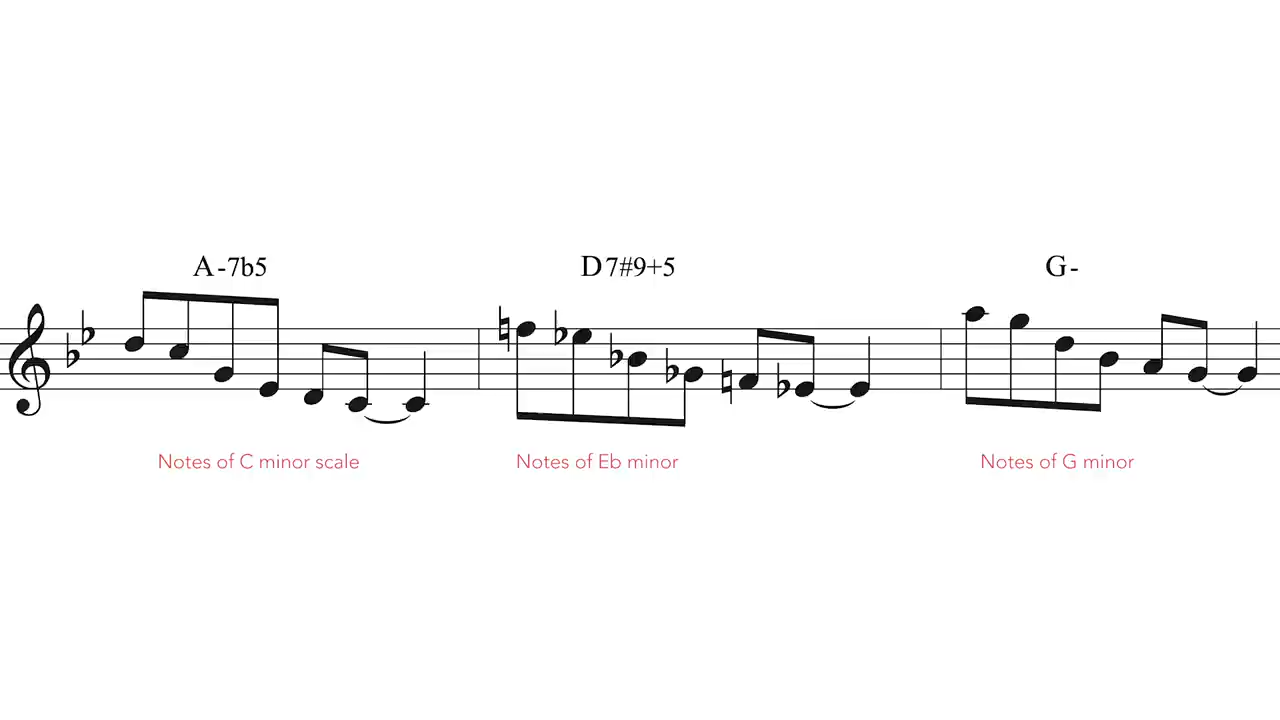 A-7b5 D7#9+5 G-
Notes of C minor scale Notes of Eb minor Notes of G minor